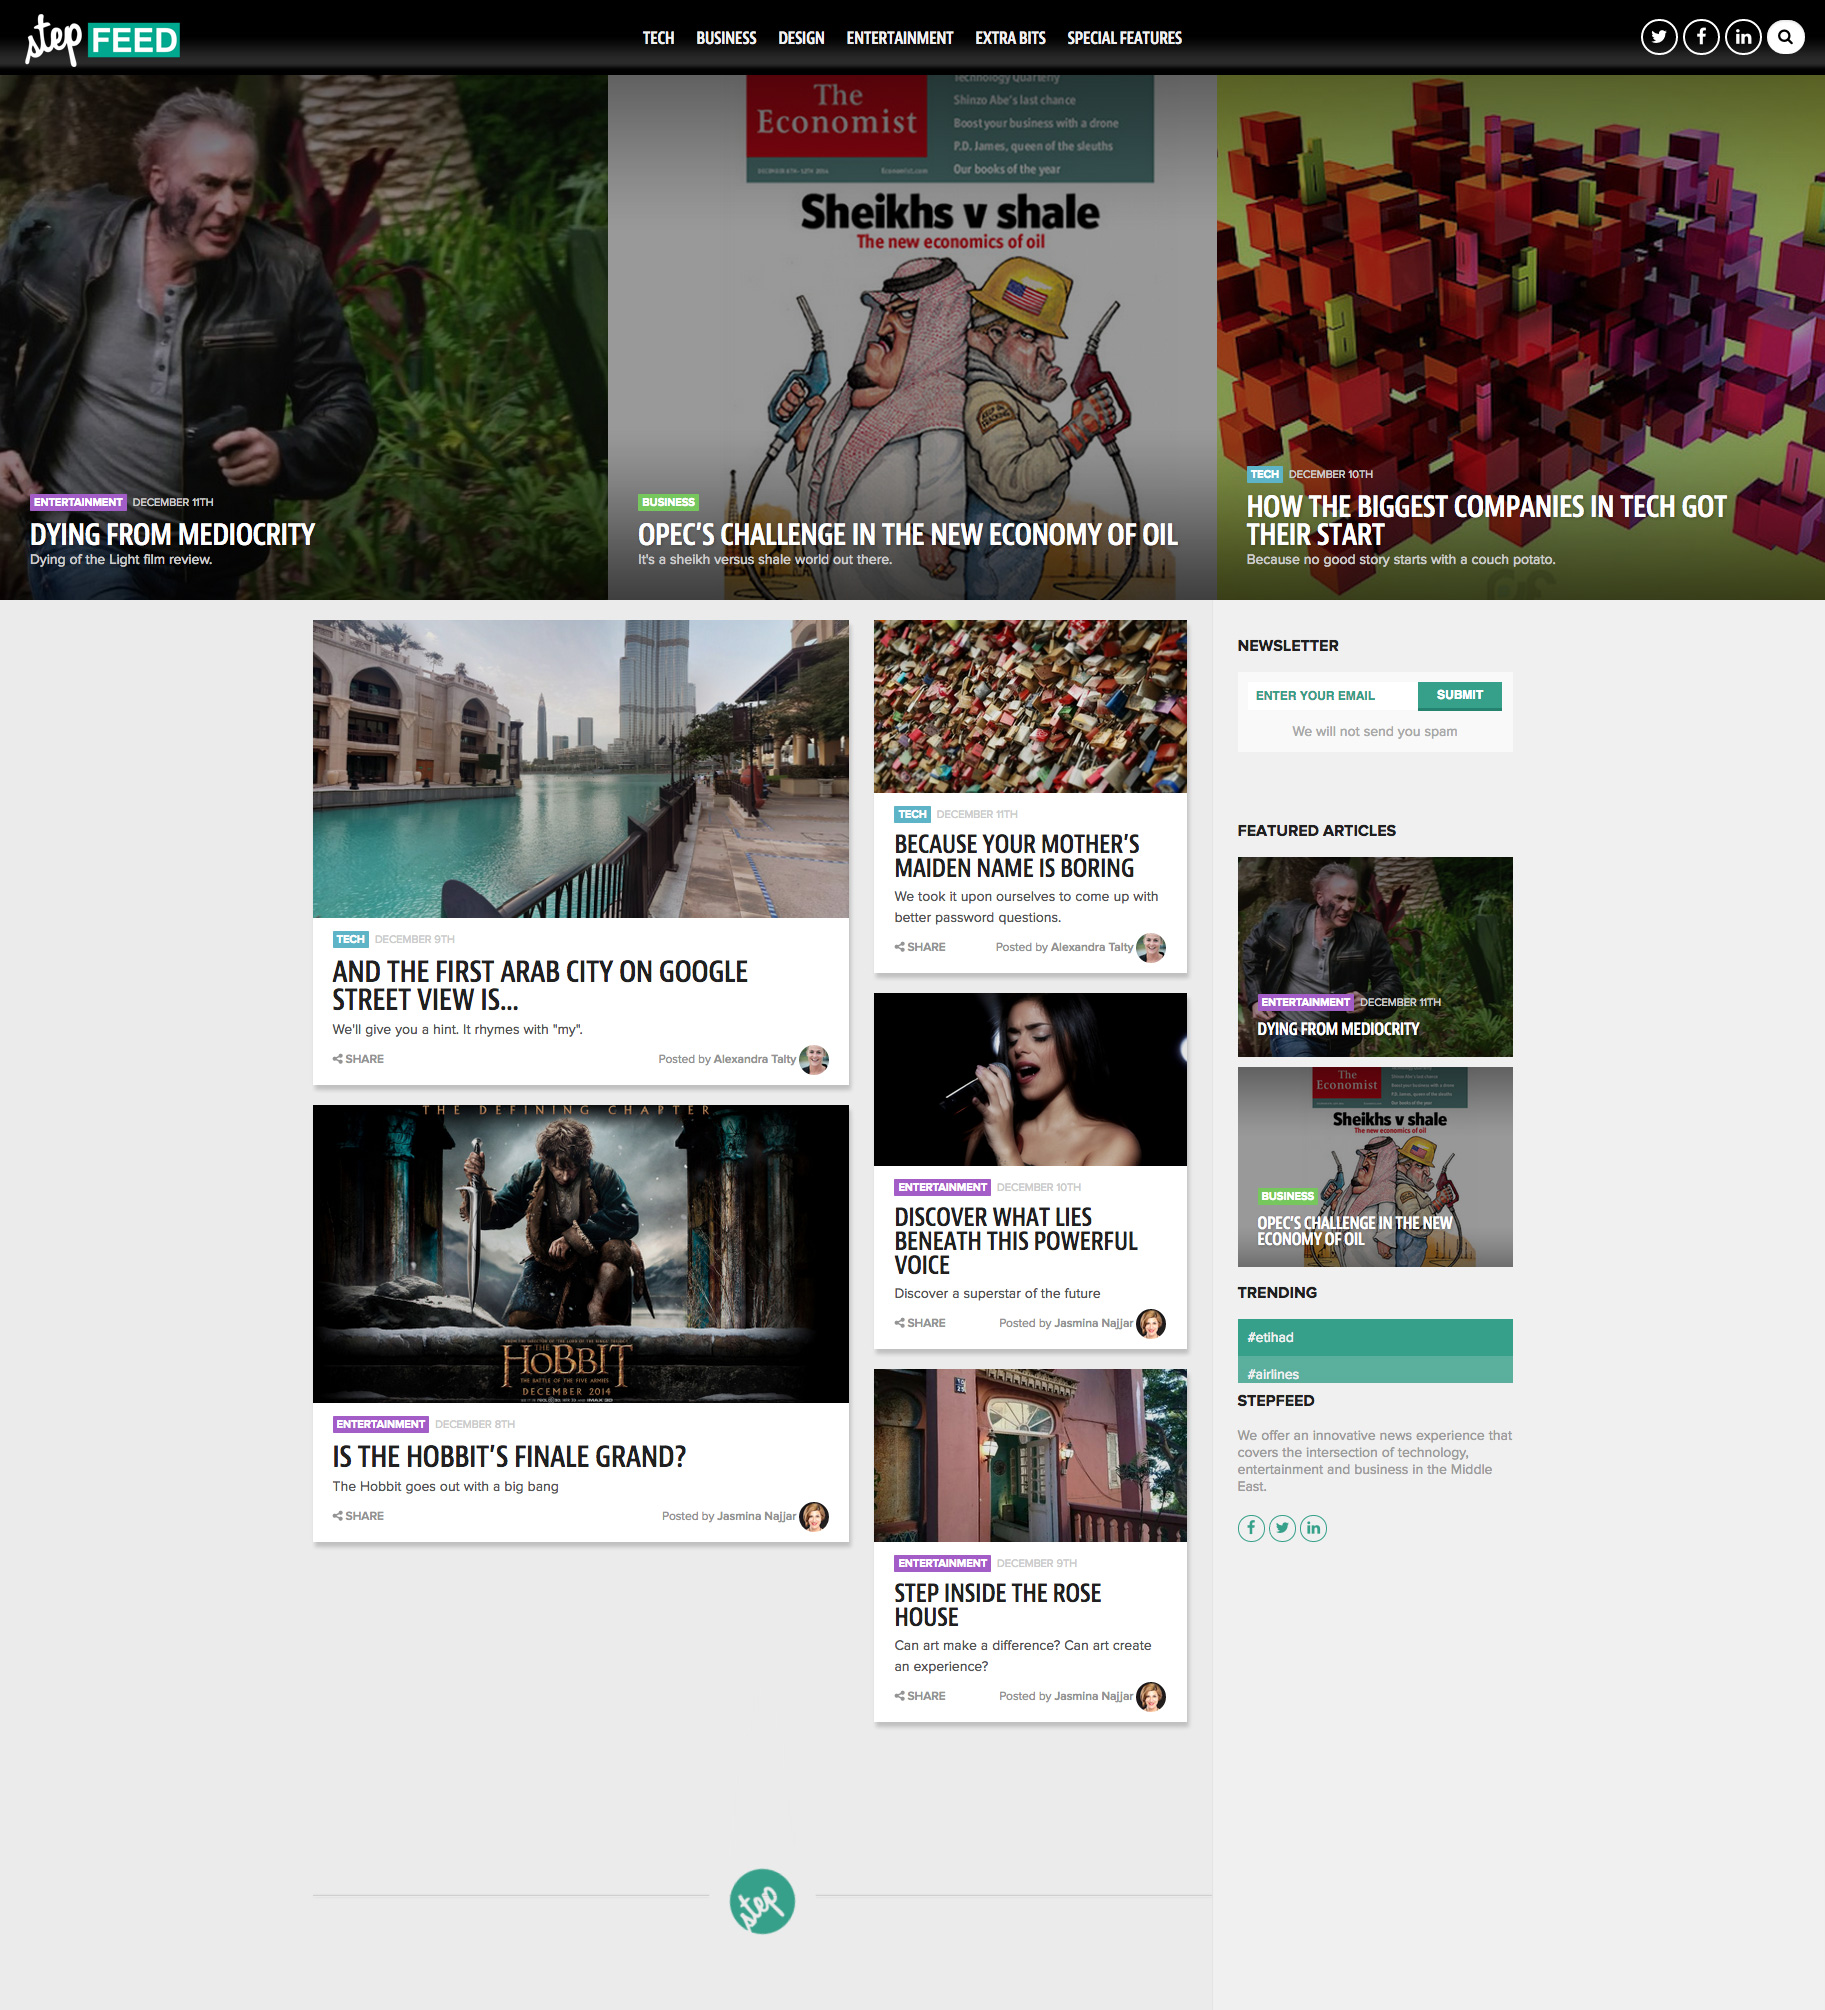 step FEED
TECH BUSINESS DESIGN ENTERTAINMENT EXTRA BITS SPECIAL FEATURES
ENTERTAINMENT DECEMBER 11TH
DYING FROM MEDIOCRITY
Dying of the Light film review.
Technology Quarterly
The
Economist
Shinzo Abe's last chance
Boost your business with a drone
P.D. James, queen of the sleuths
Our books of the year
DECEMBER 6TH-12TH 2014
Economist.com
Sheikhs v shale
The new economics of oil
BUSINESS
OPEC'S CHALLENGE IN THE NEW ECONOMY OF OIL
It's a sheikh versus shale world out there.
TECH DECEMBER 10TH
HOW THE BIGGEST COMPANIES IN TECH GOT
THEIR START
Because no good story starts with a couch potato.
TECH DECEMBER 9TH
AND THE FIRST ARAB CITY ON GOOGLE
STREET VIEW IS...
We'll give you a hint. It rhymes with "my".
SHARE
Posted by Alexandra Talty
THE DEFINING CHAPTER
THE
HOBBIT
THE BATTLE OF THE FIVE ARMIES
DECEMBER 2014
ENTERTAINMENT DECEMBER 8TH
IS THE HOBBIT'S FINALE GRAND?
The Hobbit goes out with a big bang
SHARE
Posted by Jasmina Najjar
TECH DECEMBER 11TH
BECAUSE YOUR MOTHER'S
MAIDEN NAME IS BORING
We took it upon ourselves to come up with
better password questions.
SHARE
Posted by Alexandra Talty
ENTERTAINMENT DECEMBER 10TH
DISCOVER WHAT LIES
BENEATH THIS POWERFUL
VOICE
Discover a superstar of the future
SHARE
Posted by Jasmina Najjar
ENTERTAINMENT DECEMBER 9TH
STEP INSIDE THE ROSE
HOUSE
Can art make a difference? Can art create
an experience?
SHARE
Posted by Jasmina Najjar
NEWSLETTER
ENTER YOUR EMAIL SUBMIT
We will not send you spam
FEATURED ARTICLES
ENTERTAINMENT DECEMBER 11TH
DYING FROM MEDIOCRITY
The
Economist
Sheikhs v shale
The new economics of oil
BUSINESS
OPEC'S CHALLENGE IN THE NEW
ECONOMY OF OIL
TRENDING
#etihad
#airlines
STEPFEED
We offer an innovative news experience that
covers the intersection of technology,
entertainment and business in the Middle
East.
step